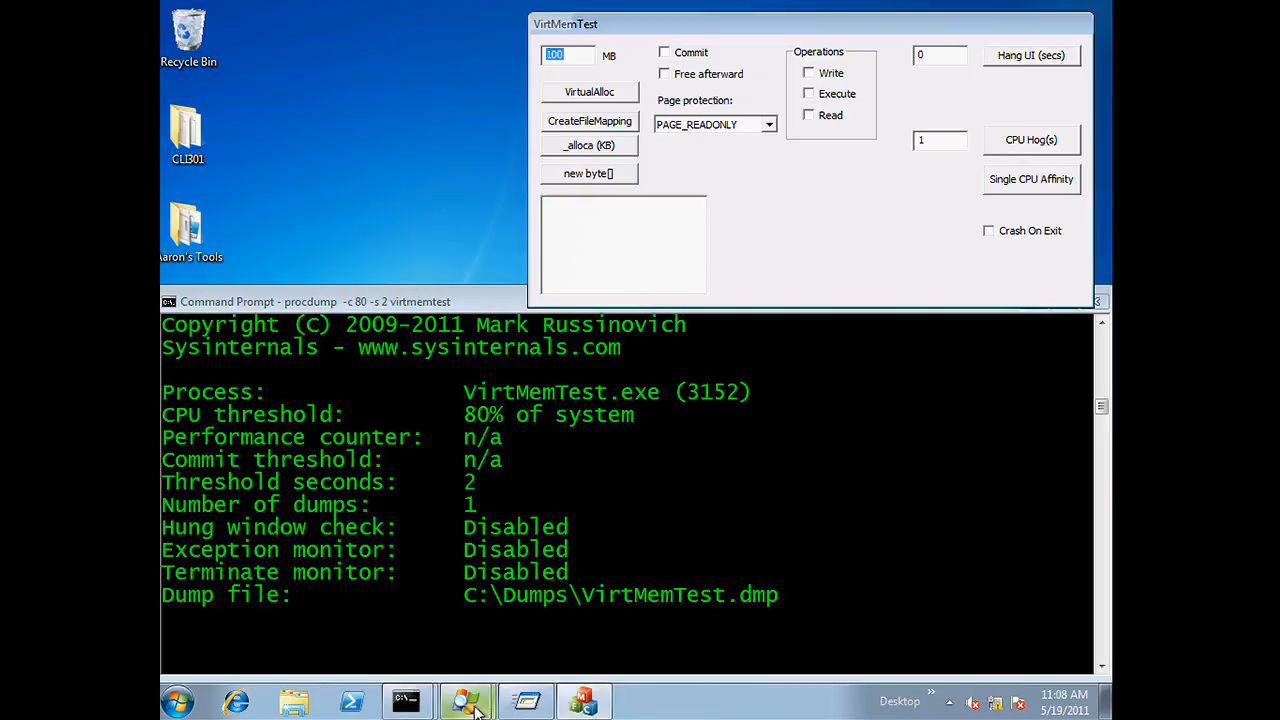 Recycle Bin
CLI301
Aaron's Tools
VirtMemTest
100 MB
Commit
Free afterward
VirtualAlloc
CreateFileMapping
_alloca (KB)
new byte[]
Page protection:
PAGE_READONLY
Operations
Write
Execute
Read
0
Hang UI (secs)
1
CPU Hog(s)
Single CPU Affinity
Crash On Exit
C:\. Command Prompt - procdump -c 80 -s 2 virtmemtest
Copyright (C) 2009-2011 Mark Russinovich
Sysinternals - www.sysinternals.com
Process: VirtMemTest.exe (3152)
CPU threshold: 80% of system
Performance counter: n/a
Commit threshold: n/a
Threshold seconds: 2
Number of dumps: 1
Hung window check: Disabled
Exception monitor: Disabled
Terminate monitor: Disabled
Dump file: C:\Dumps\VirtMemTest.dmp
Desktop
11:08 AM
5/19/2011